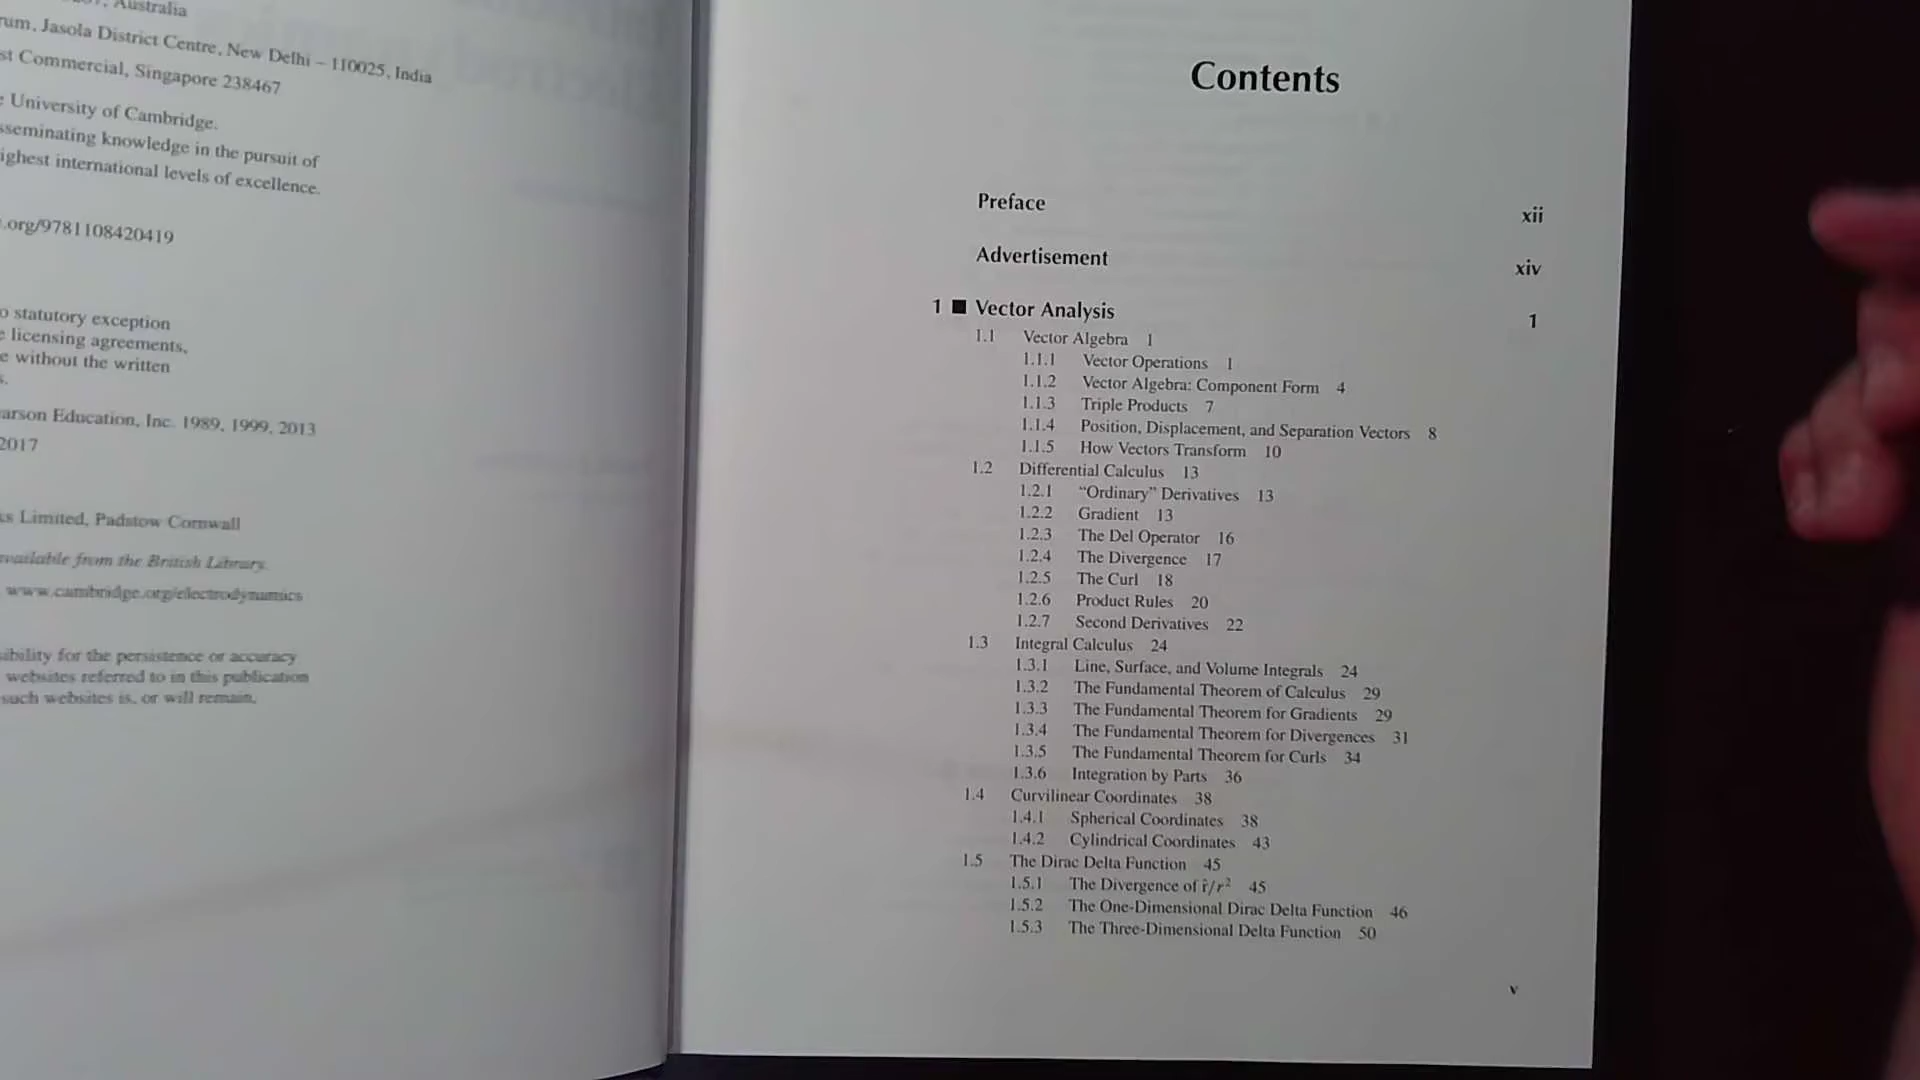 Australia
rum, Jasola District Centre, New Delhi – 110025, India
st Commercial, Singapore 238467
e University of Cambridge.
sseminating knowledge in the pursuit of
ighest international levels of excellence.
.org/9781108420419
o statutory exception
e licensing agreements,
e without the written
s.
earson Education, Inc. 1989, 1999, 2013
2017
ks Limited, Padstow Cornwall
available from the British Library
www.cambridge.org/electrodynamics
sibility for the persistence or accuracy
websites referred to in this publication
such websites is, or will remain,
Contents
Preface xii
Advertisement xiv
1 ■ Vector Analysis 1
1.1 Vector Algebra 1
1.1.1 Vector Operations 1
1.1.2 Vector Algebra: Component Form 4
1.1.3 Triple Products 7
1.1.4 Position, Displacement, and Separation Vectors 8
1.1.5 How Vectors Transform 10
1.2 Differential Calculus 13
1.2.1 “Ordinary” Derivatives 13
1.2.2 Gradient 13
1.2.3 The Del Operator 16
1.2.4 The Divergence 17
1.2.5 The Curl 18
1.2.6 Product Rules 20
1.2.7 Second Derivatives 22
1.3 Integral Calculus 24
1.3.1 Line, Surface, and Volume Integrals 24
1.3.2 The Fundamental Theorem of Calculus 29
1.3.3 The Fundamental Theorem for Gradients 29
1.3.4 The Fundamental Theorem for Divergences 31
1.3.5 The Fundamental Theorem for Curls 34
1.3.6 Integration by Parts 36
1.4 Curvilinear Coordinates 38
1.4.1 Spherical Coordinates 38
1.4.2 Cylindrical Coordinates 43
1.5 The Dirac Delta Function 45
1.5.1 The Divergence of r̂/r² 45
1.5.2 The One-Dimensional Dirac Delta Function 46
1.5.3 The Three-Dimensional Delta Function 50
v